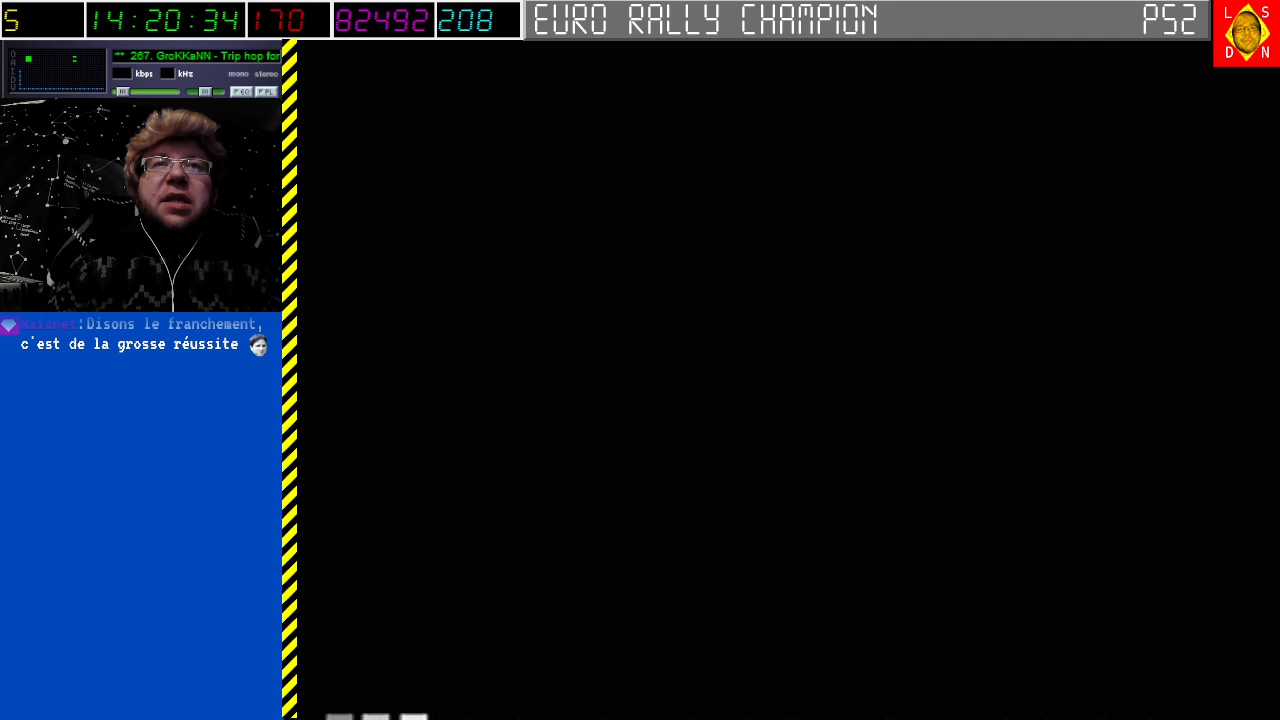 5
14:20:34
170
82492
208
EURO RALLY CHAMPION
PS2
L S
D N
267. GroKKaNN - Trip hop for
kbps
kHz
mono stereo
EQ
PL
Naionet:Disons le franchement,
c'est de la grosse réussite